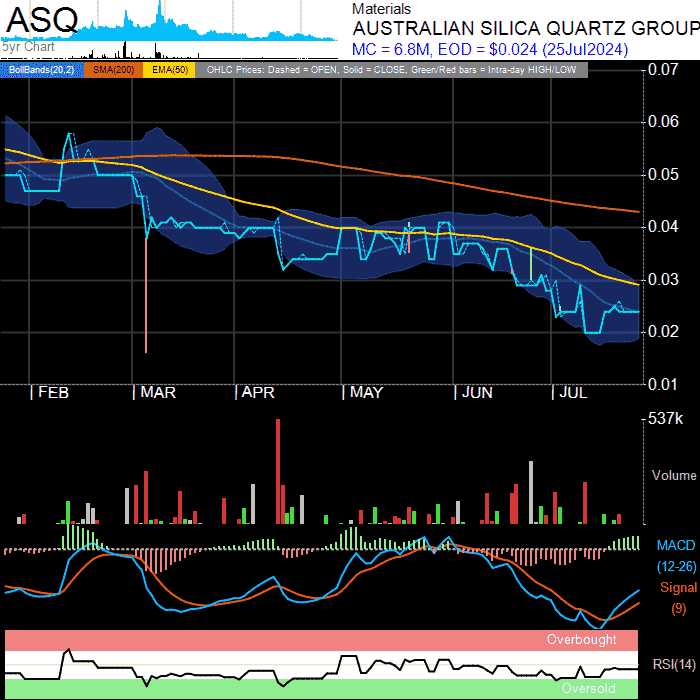 ASQ
Materials
AUSTRALIAN SILICA QUARTZ GROUP
MC = 6.8M, EOD = $0.024 (25Jul2024)
5yr Chart
BollBands(20,2) SMA(200) EMA(50) OHLC Prices: Dashed = OPEN, Solid = CLOSE, Green/Red bars = Intra-day HIGH/LOW
0.07
0.06
0.05
0.04
0.03
0.02
0.01
FEB MAR APR MAY JUN JUL
537k
Volume
MACD
(12-26)
Signal
(9)
Overbought
RSI(14)
Oversold